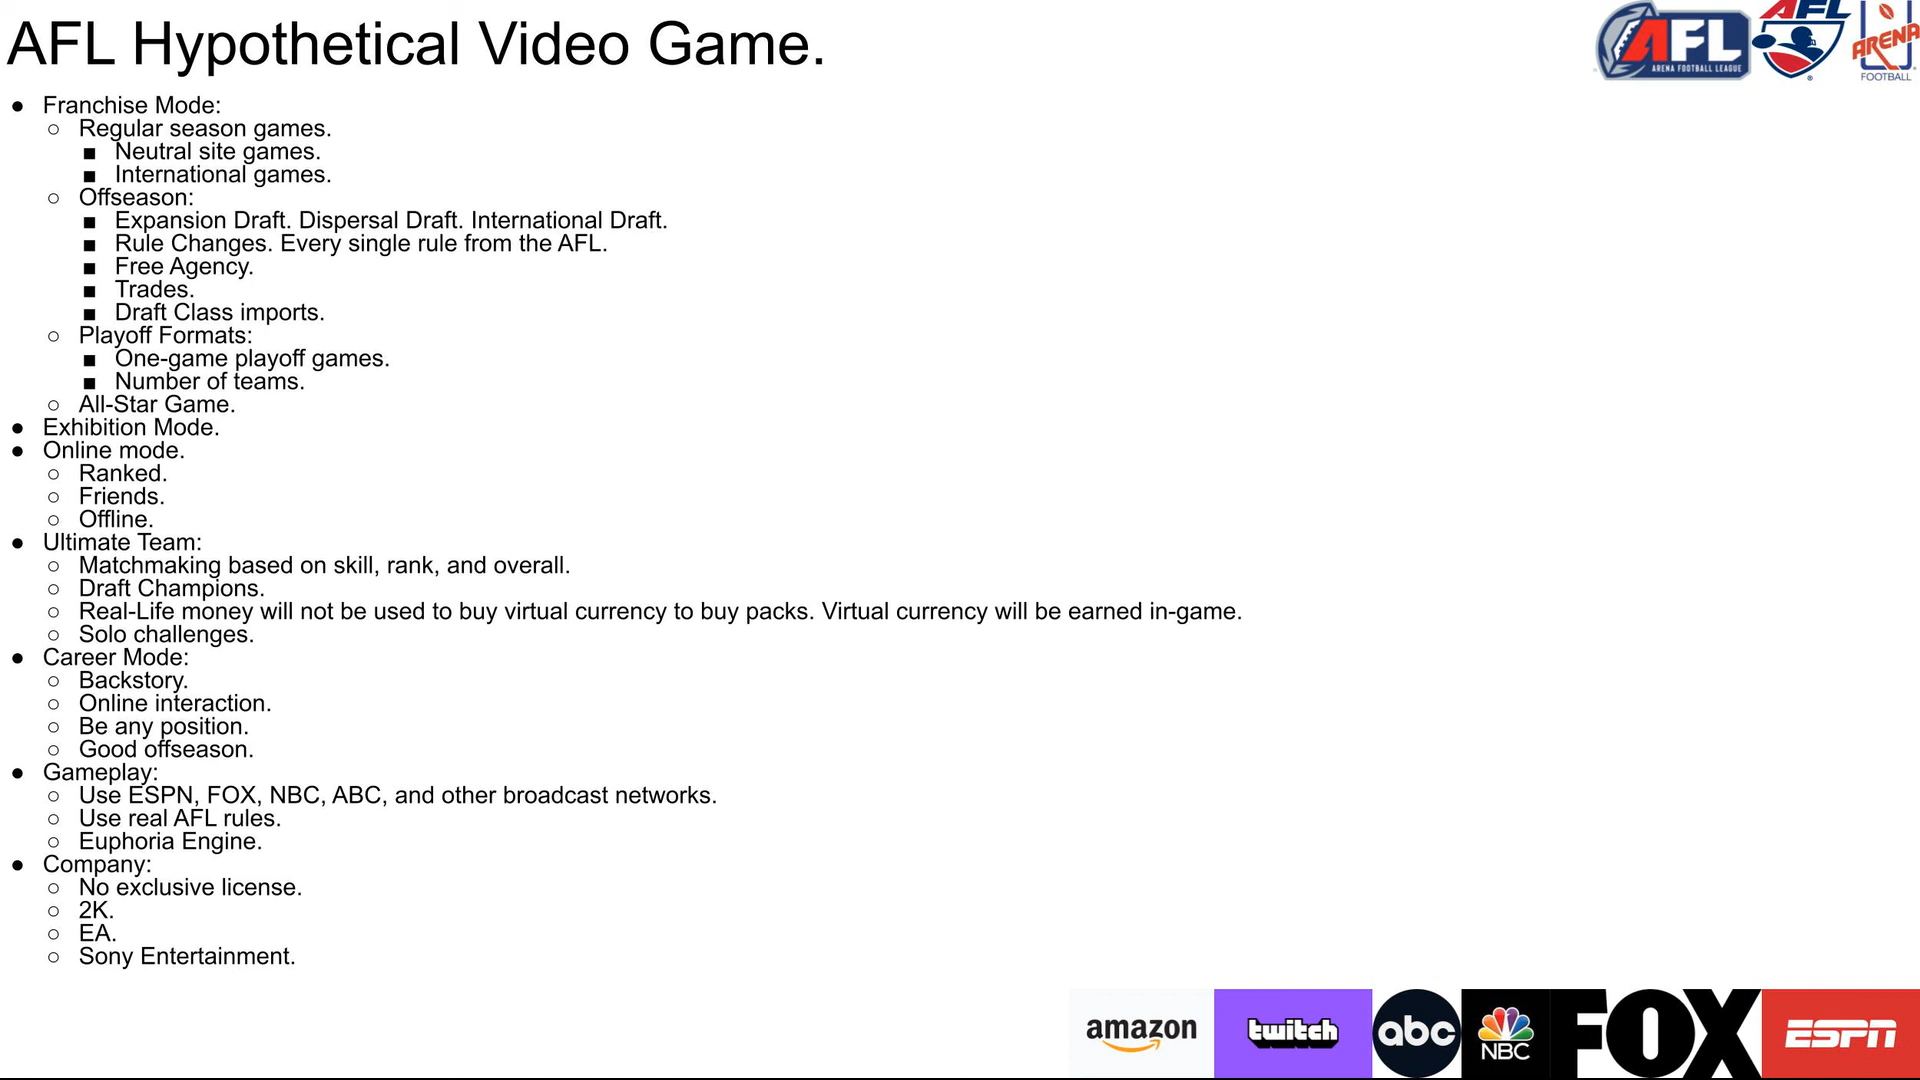 AFL Hypothetical Video Game.
AFL
ARENA FOOTBALL LEAGUE
AFL
ARENA
FOOTBALL
● Franchise Mode:
○ Regular season games.
■ Neutral site games.
■ International games.
○ Offseason:
■ Expansion Draft. Dispersal Draft. International Draft.
■ Rule Changes. Every single rule from the AFL.
■ Free Agency.
■ Trades.
■ Draft Class imports.
○ Playoff Formats:
■ One-game playoff games.
■ Number of teams.
○ All-Star Game.
● Exhibition Mode.
● Online mode.
○ Ranked.
○ Friends.
○ Offline.
● Ultimate Team:
○ Matchmaking based on skill, rank, and overall.
○ Draft Champions.
○ Real-Life money will not be used to buy virtual currency to buy packs. Virtual currency will be earned in-game.
○ Solo challenges.
● Career Mode:
○ Backstory.
○ Online interaction.
○ Be any position.
○ Good offseason.
● Gameplay:
○ Use ESPN, FOX, NBC, ABC, and other broadcast networks.
○ Use real AFL rules.
○ Euphoria Engine.
● Company:
○ No exclusive license.
○ 2K.
○ EA.
○ Sony Entertainment.
amazon
twitch
abc
NBC
FOX
ESPN